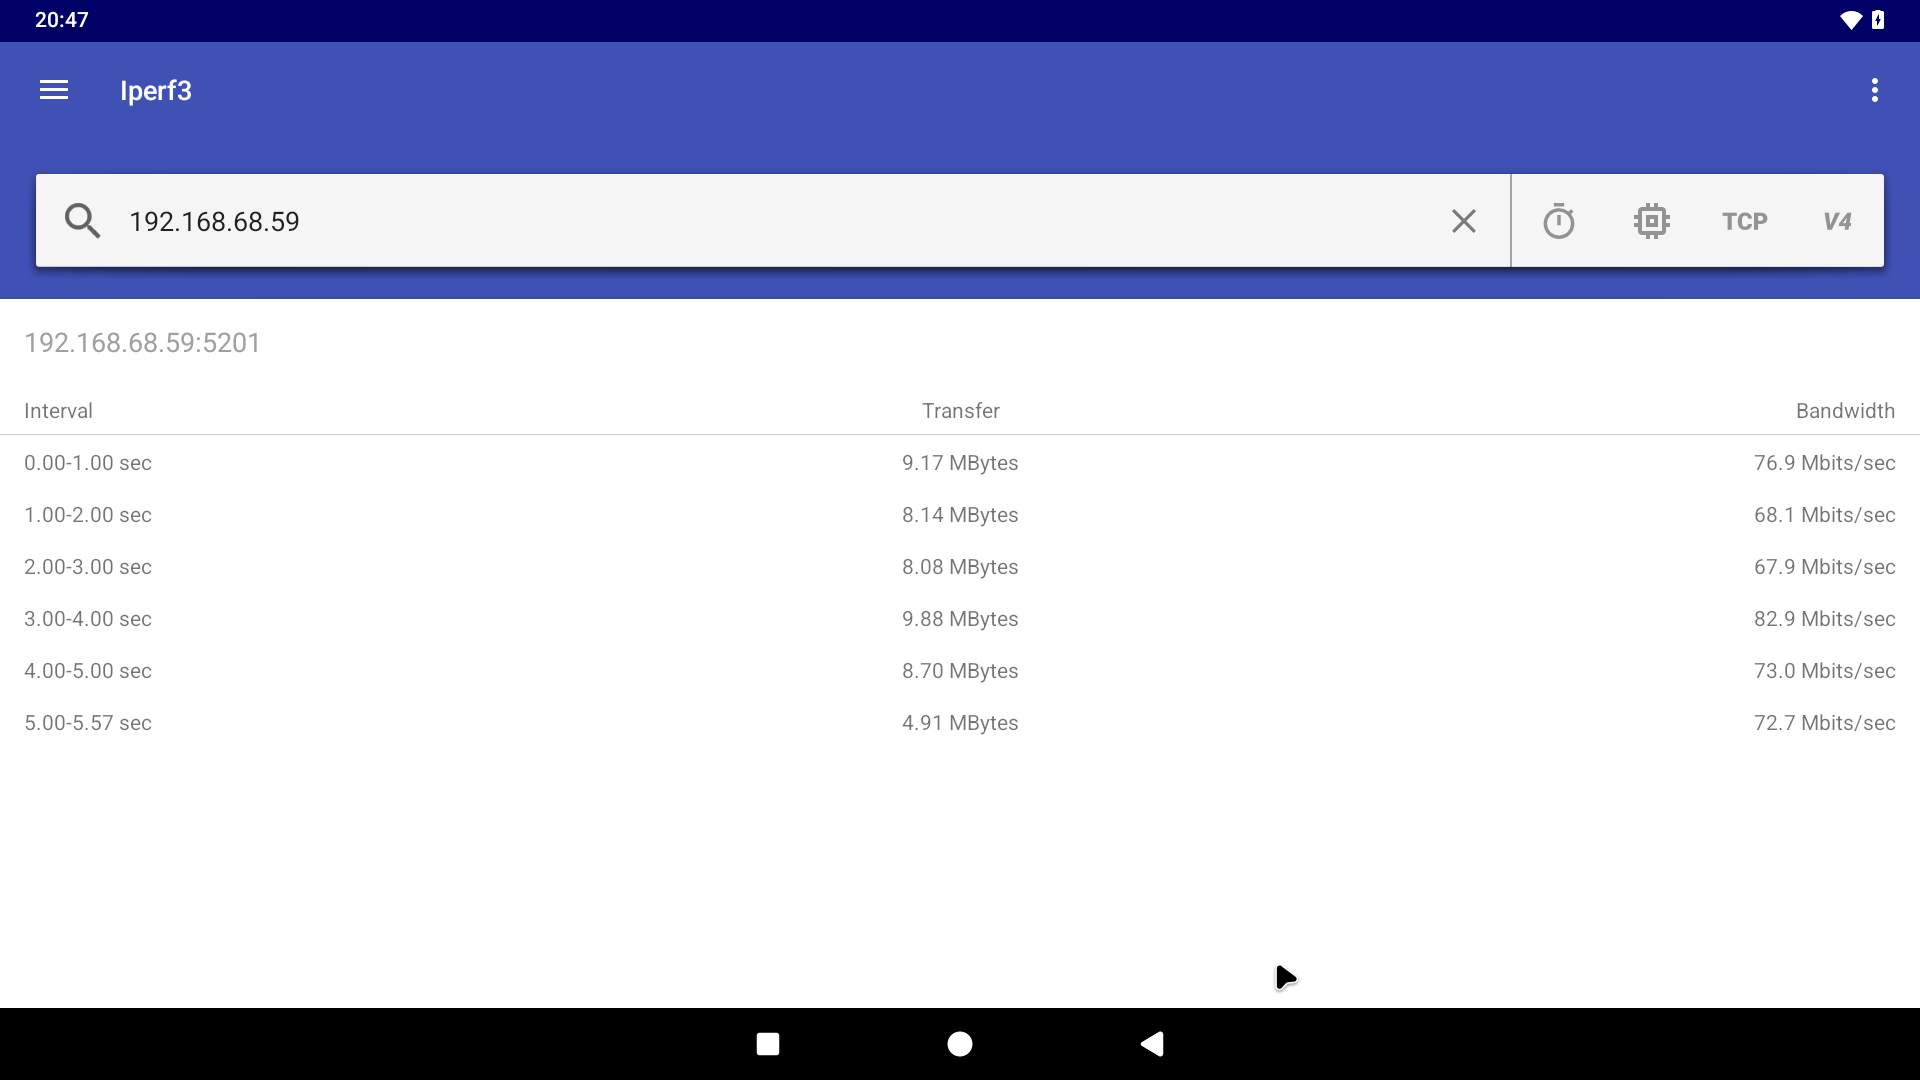 20:47
Iperf3
192.168.68.59
TCP V4
192.168.68.59:5201
Interval Transfer Bandwidth
0.00-1.00 sec 9.17 MBytes 76.9 Mbits/sec
1.00-2.00 sec 8.14 MBytes 68.1 Mbits/sec
2.00-3.00 sec 8.08 MBytes 67.9 Mbits/sec
3.00-4.00 sec 9.88 MBytes 82.9 Mbits/sec
4.00-5.00 sec 8.70 MBytes 73.0 Mbits/sec
5.00-5.57 sec 4.91 MBytes 72.7 Mbits/sec